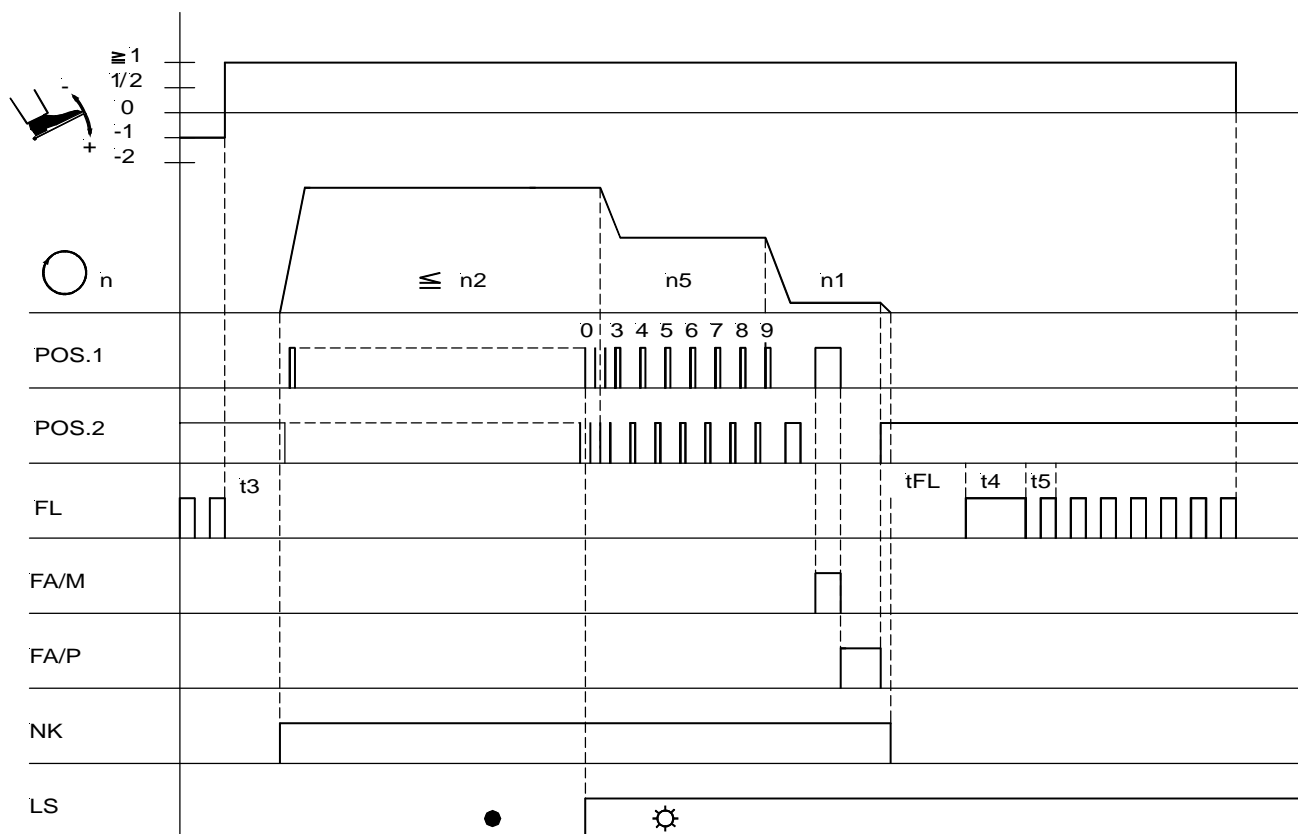 ≧ 1
1/2
0
-1
-2
-
+
n
≦ n2
n5
n1
0 3 4 5 6 7 8 9
POS.1
POS.2
t3
tFL
t4
t5
FL
FA/M
FA/P
NK
LS